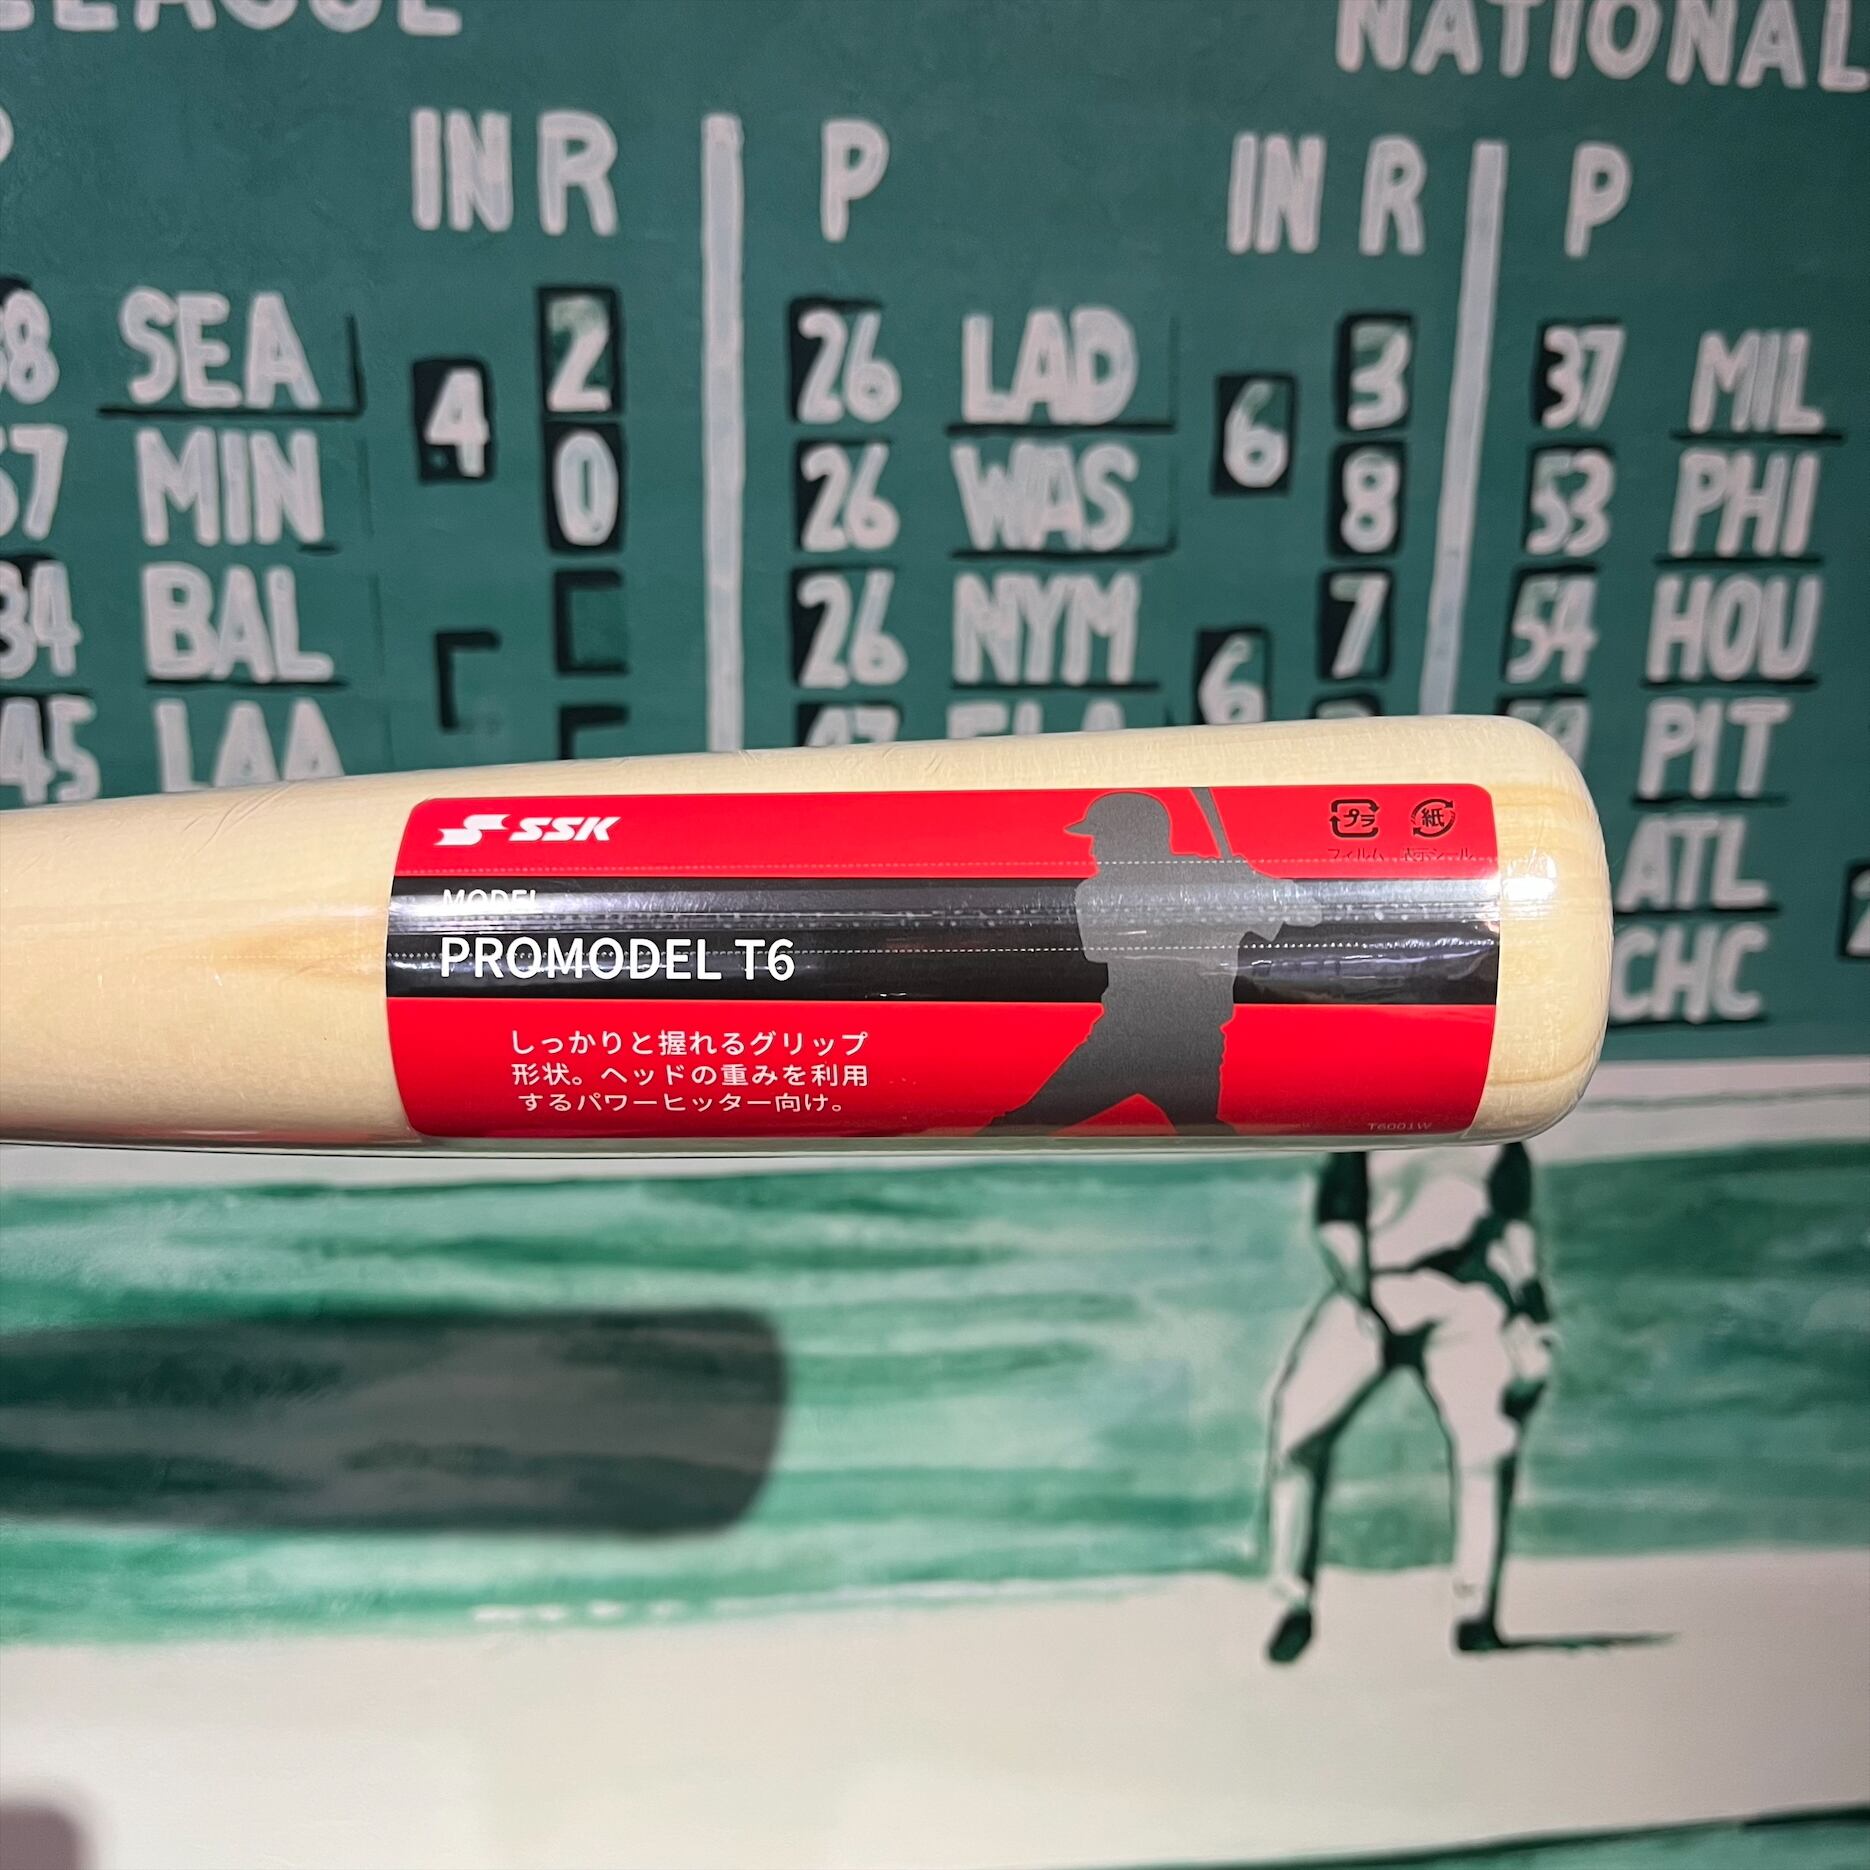 NATIONAL
IN R P IN R P
SEA 4 2 26 LAD 6 3 37 MIL
MIN 0 26 WAS 8 53 PHI
34 BAL 26 NYM 6 7 54 HOU
45 LAA PIT
ATL
CHC
SSK
プラ 紙
フィルム 表示シール
MODEL
PROMODEL T6
しっかりと握れるグリップ
形状。ヘッドの重みを利用
するパワーヒッター向け。
T6001W